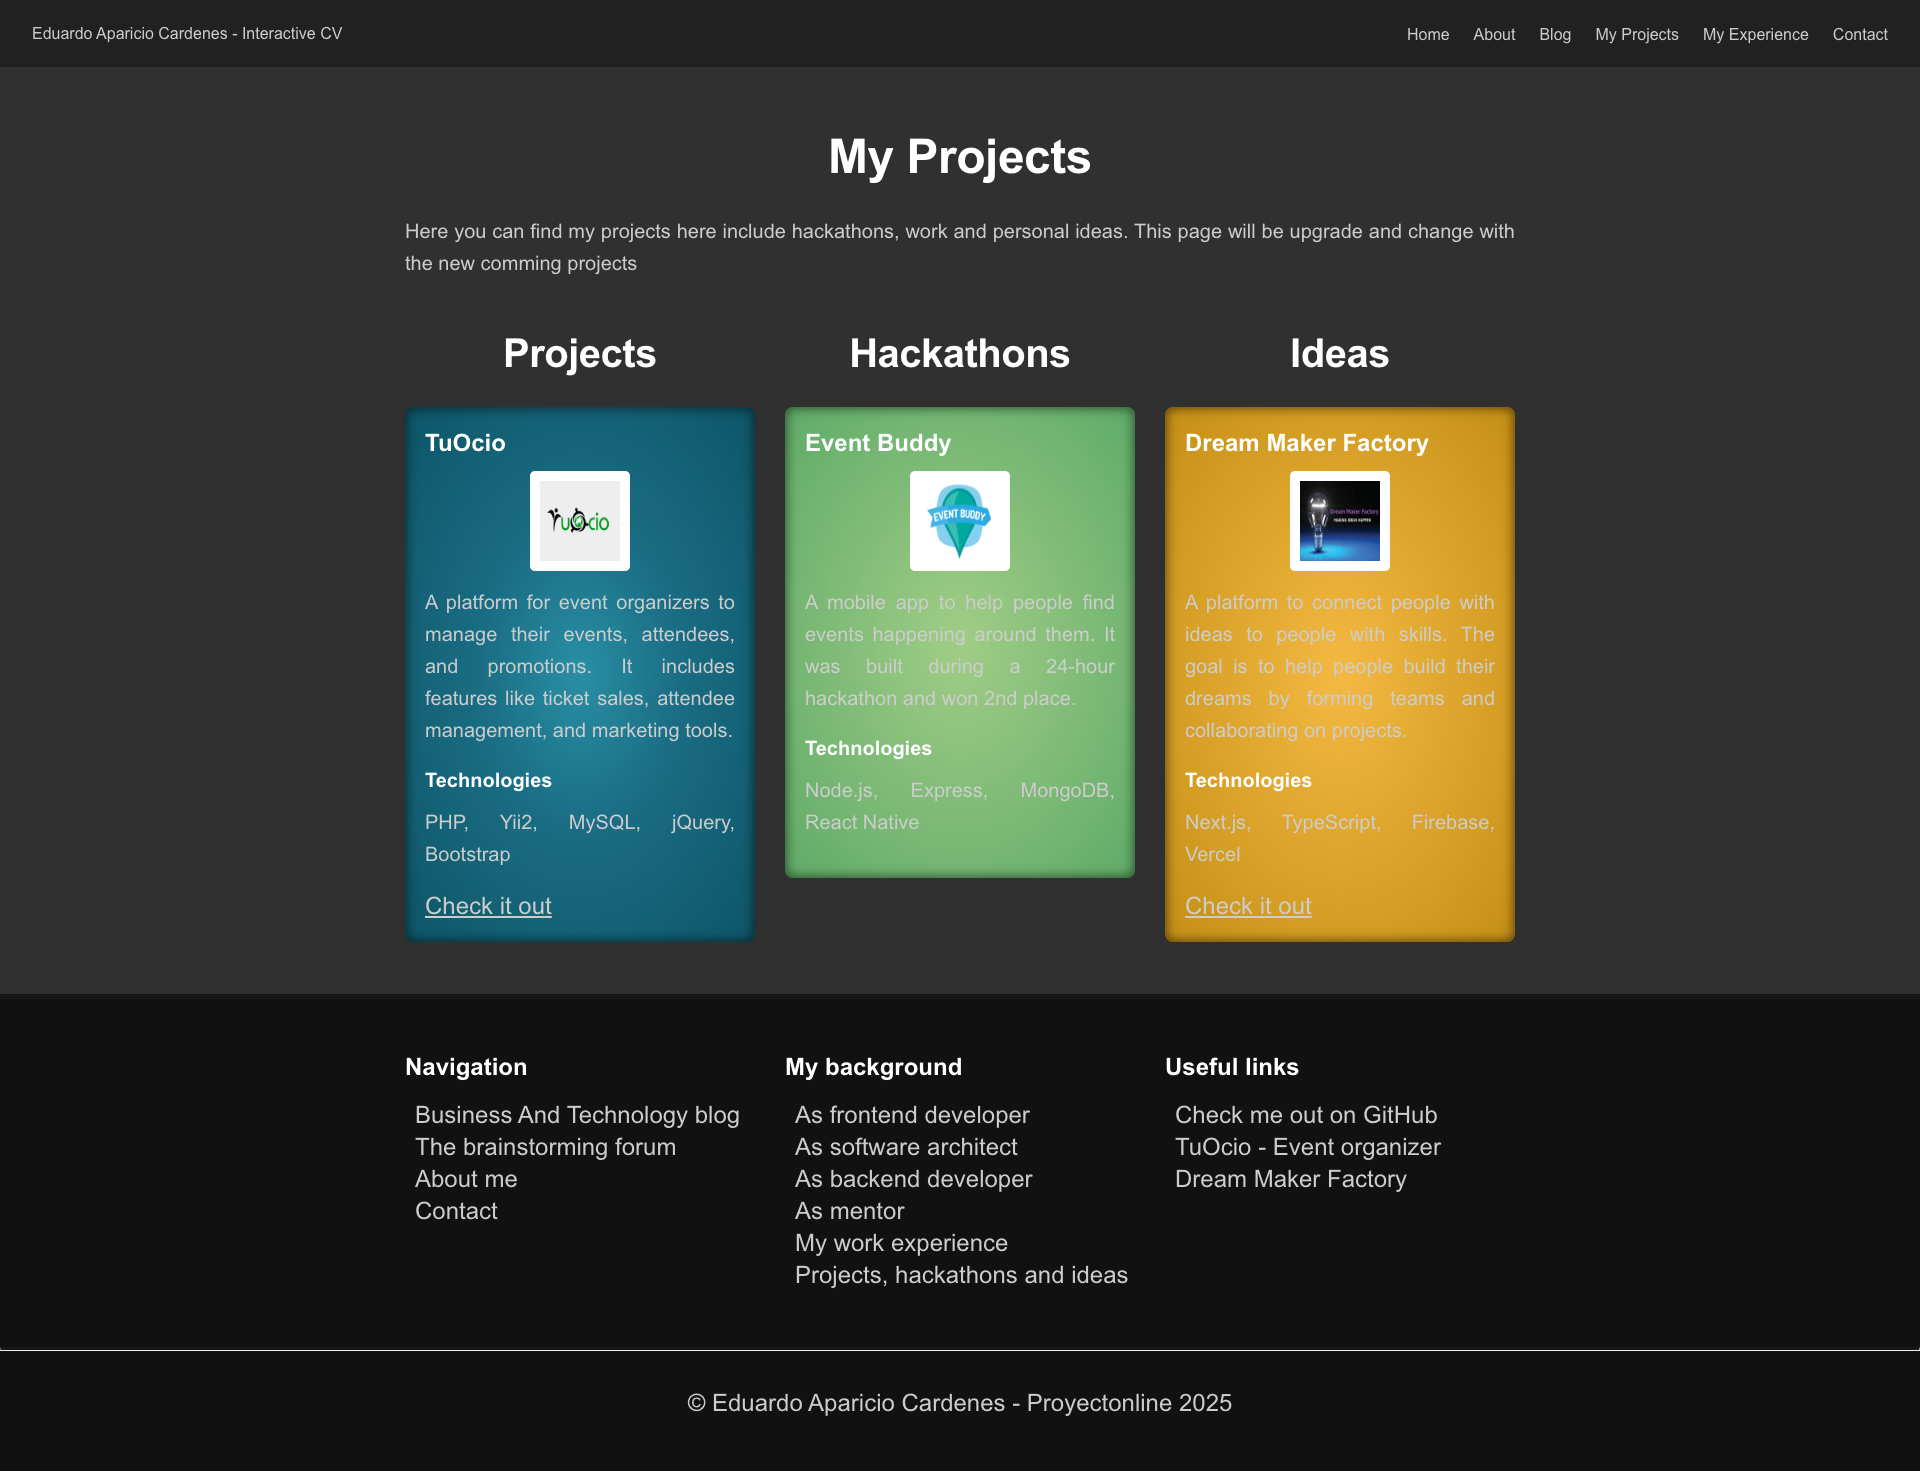 Eduardo Aparicio Cardenes - Interactive CV
Home About Blog My Projects My Experience Contact
My Projects
Here you can find my projects here include hackathons, work and personal ideas. This page will be upgrade and change with
the new comming projects
Projects
TuOcio
TuOcio
A platform for event organizers to
manage their events, attendees,
and promotions. It includes
features like ticket sales, attendee
management, and marketing tools.
Technologies
PHP, Yii2, MySQL, jQuery,
Bootstrap
Check it out
Hackathons
Event Buddy
EVENT BUDDY
A mobile app to help people find
events happening around them. It
was built during a 24-hour
hackathon and won 2nd place.
Technologies
Node.js, Express, MongoDB,
React Native
Ideas
Dream Maker Factory
Dream Maker Factory
A platform to connect people with
ideas to people with skills. The
goal is to help people build their
dreams by forming teams and
collaborating on projects.
Technologies
Next.js, TypeScript, Firebase,
Vercel
Check it out
Navigation
Business And Technology blog
The brainstorming forum
About me
Contact
My background
As frontend developer
As software architect
As backend developer
As mentor
My work experience
Projects, hackathons and ideas
Useful links
Check me out on GitHub
TuOcio - Event organizer
Dream Maker Factory
© Eduardo Aparicio Cardenes - Proyectonline 2025